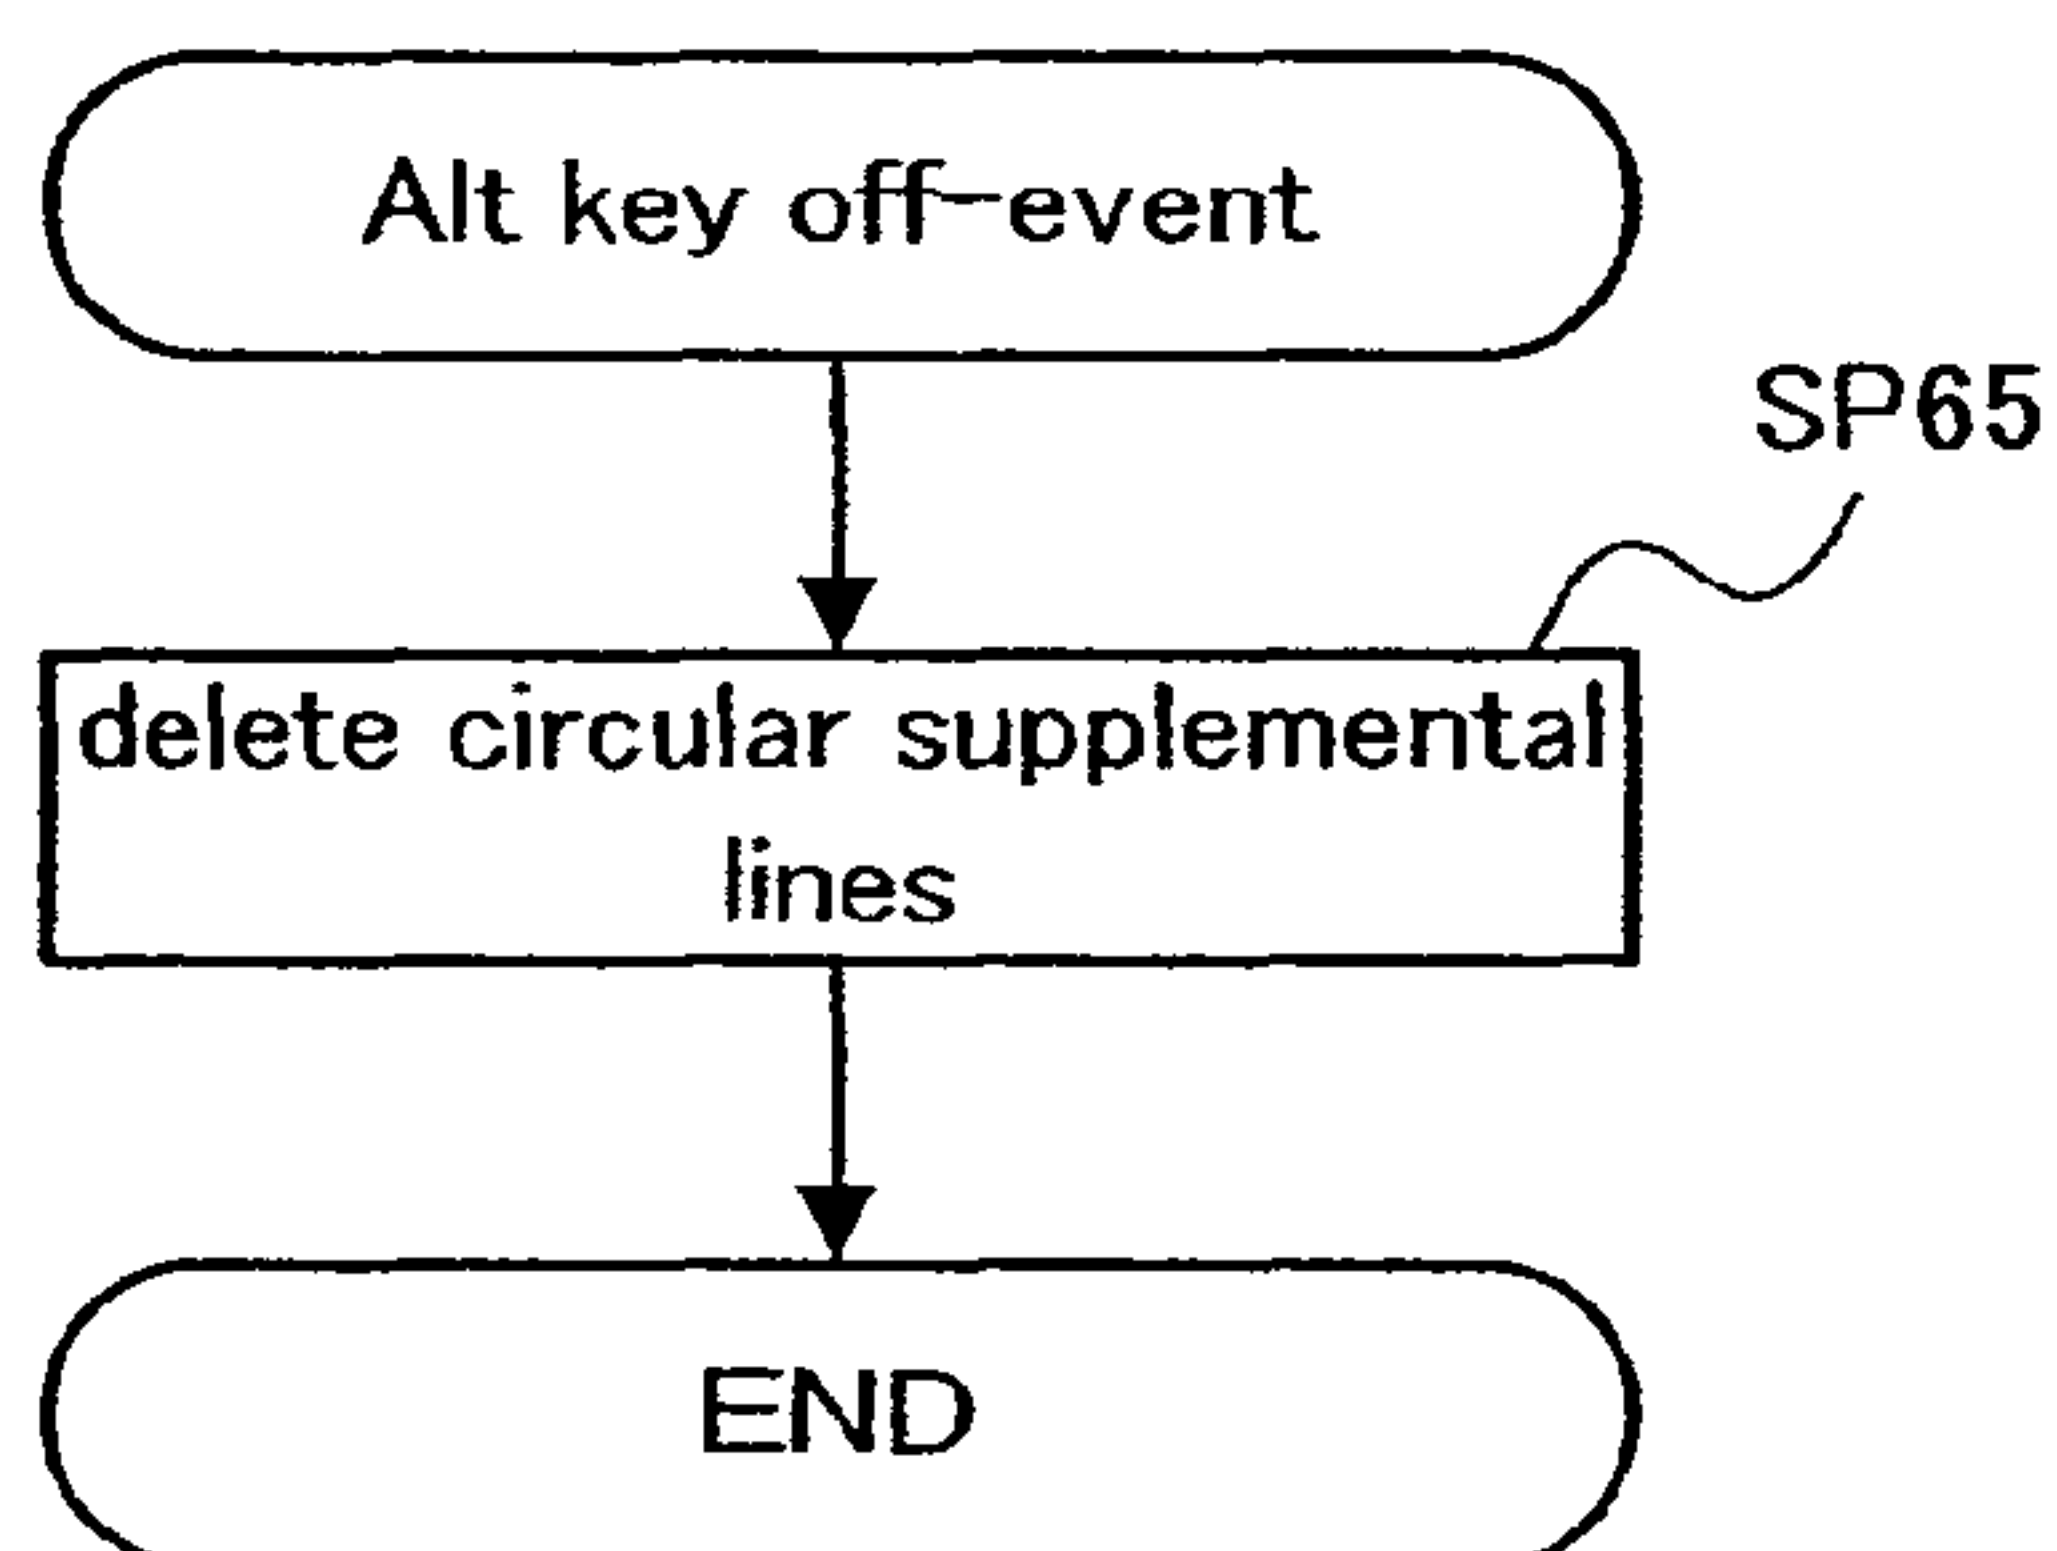 Alt key off-event
SP65
delete circular supplemental
lines
END